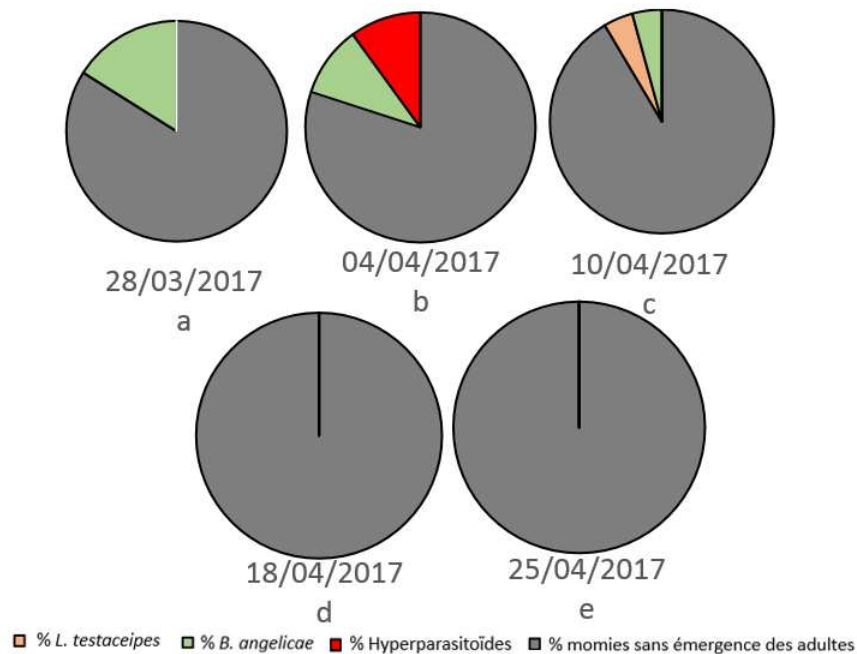 28/03/2017
a
04/04/2017
b
10/04/2017
c
18/04/2017
d
25/04/2017
e
% L. testaceipes % B. angelicae % Hyperparasitoïdes % momies sans émergence des adultes